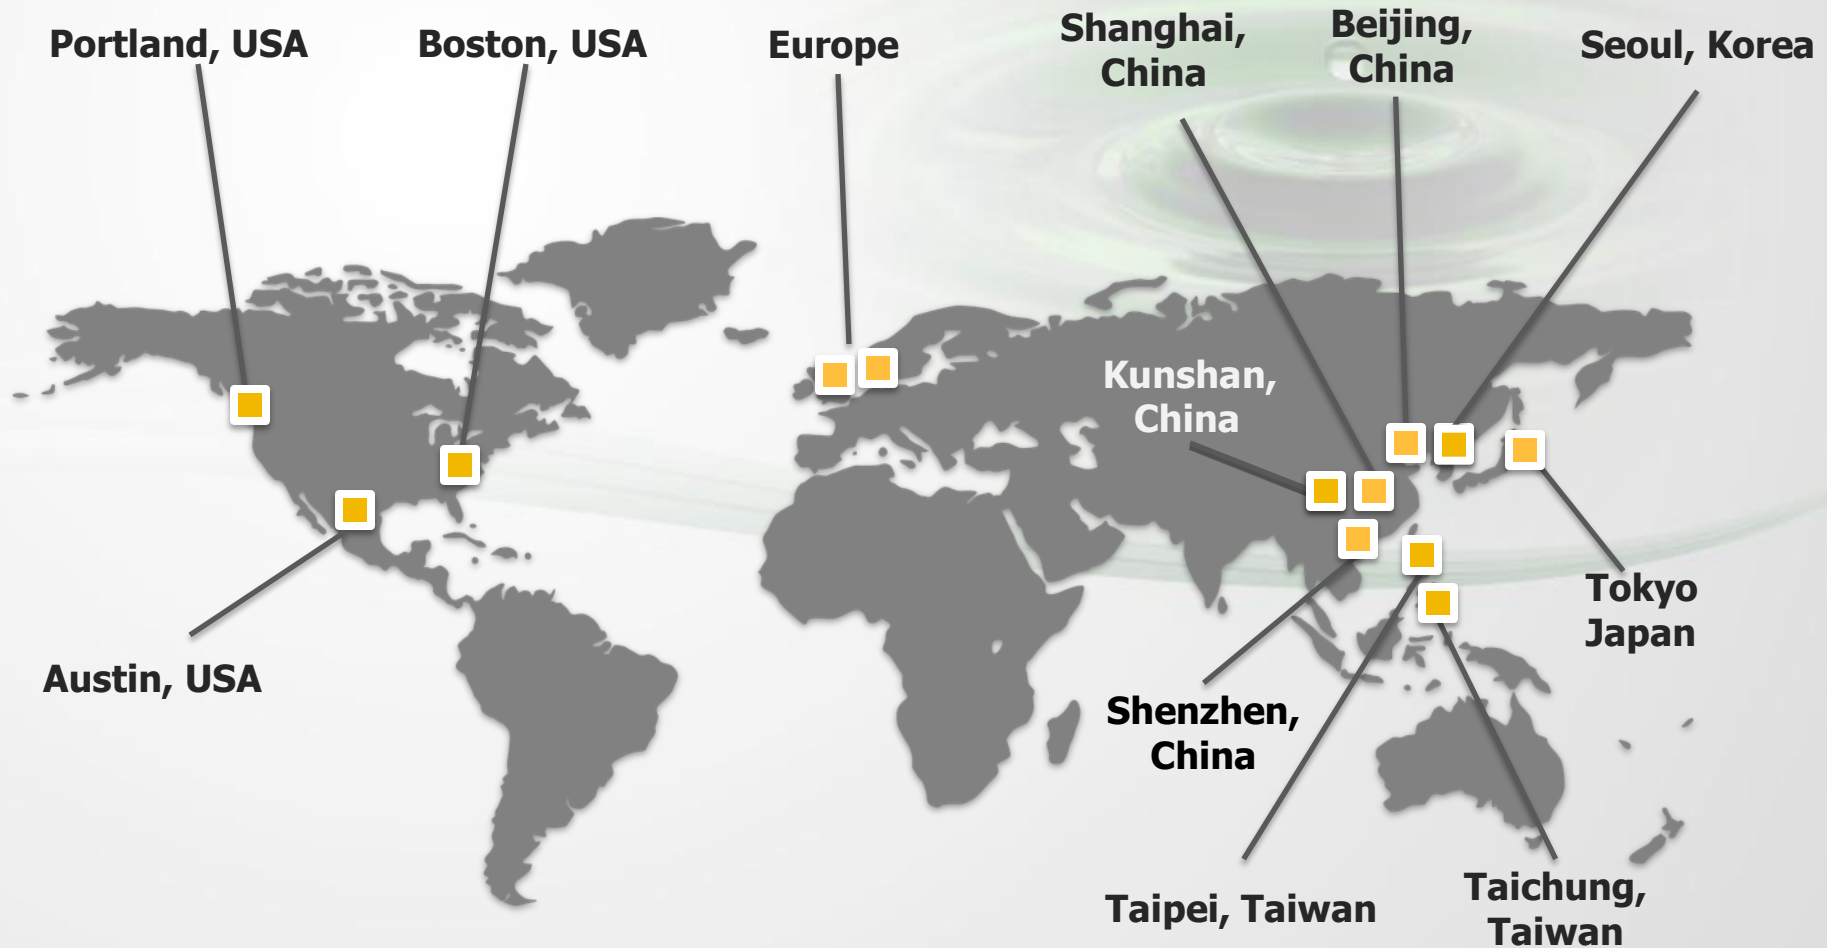 Portland, USA
Boston, USA
Europe
Shanghai,
China
Beijing,
China
Seoul, Korea
Kunshan,
China
Tokyo
Japan
Austin, USA
Shenzhen,
China
Taipei, Taiwan
Taichung,
Taiwan